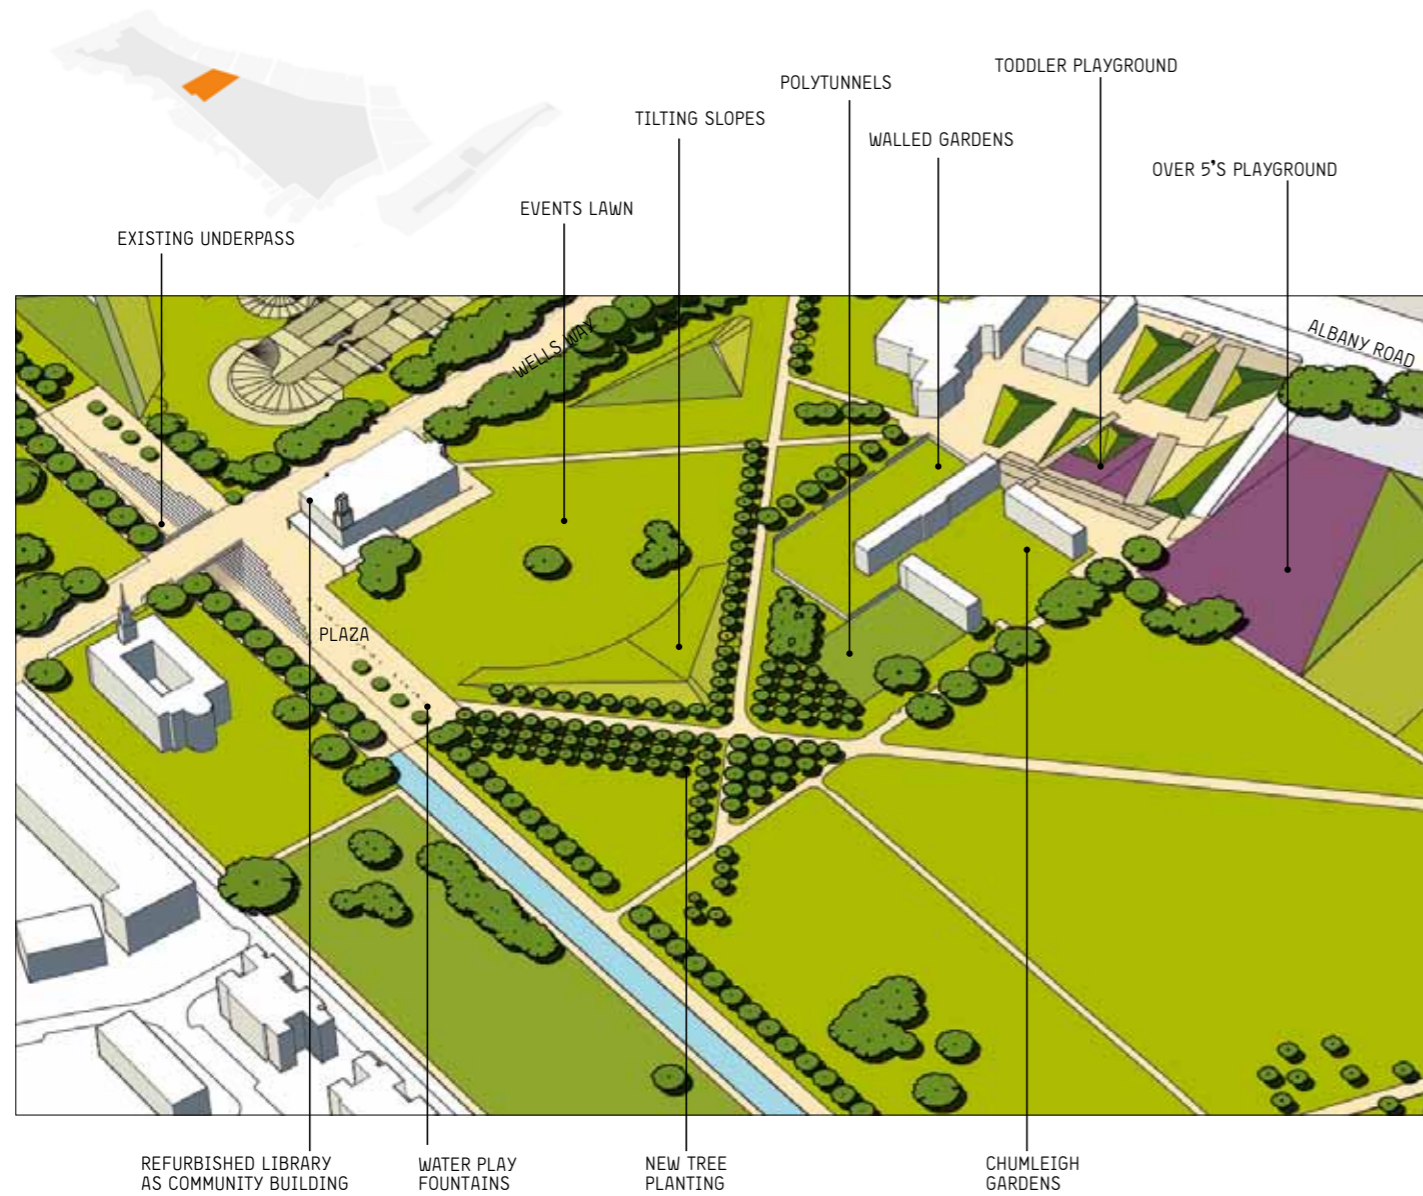 TODDLER PLAYGROUND
POLYTUNNELS
TILTING SLOPES
WALLED GARDENS
OVER 5'S PLAYGROUND
EVENTS LAWN
EXISTING UNDERPASS
WELLS WAY
ALBANY ROAD
PLAZA
REFURBISHED LIBRARY
AS COMMUNITY BUILDING
WATER PLAY
FOUNTAINS
NEW TREE
PLANTING
CHUMLEIGH
GARDENS